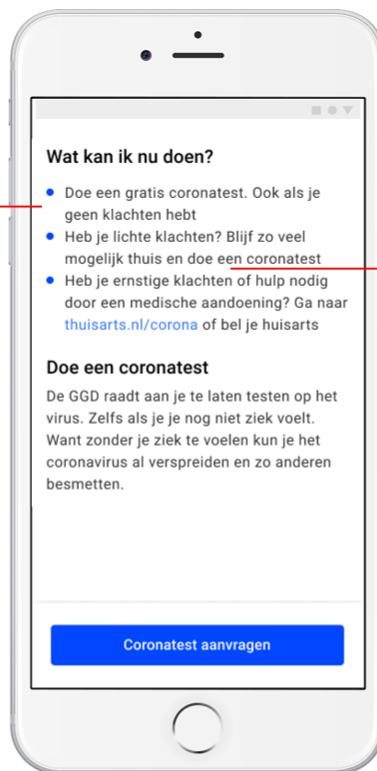 Wat kan ik nu doen?
Doe een gratis coronatest. Ook als je
geen klachten hebt
Heb je lichte klachten? Blijf zo veel
mogelijk thuis en doe een coronatest
Heb je ernstige klachten of hulp nodig
door een medische aandoening? Ga naar
thuisarts.nl/corona of bel je huisarts
Doe een coronatest
De GGD raadt aan je te laten testen op het
virus. Zelfs als je je nog niet ziek voelt.
Want zonder je ziek te voelen kun je het
coronavirus al verspreiden en zo anderen
besmetten.
Coronatest aanvragen